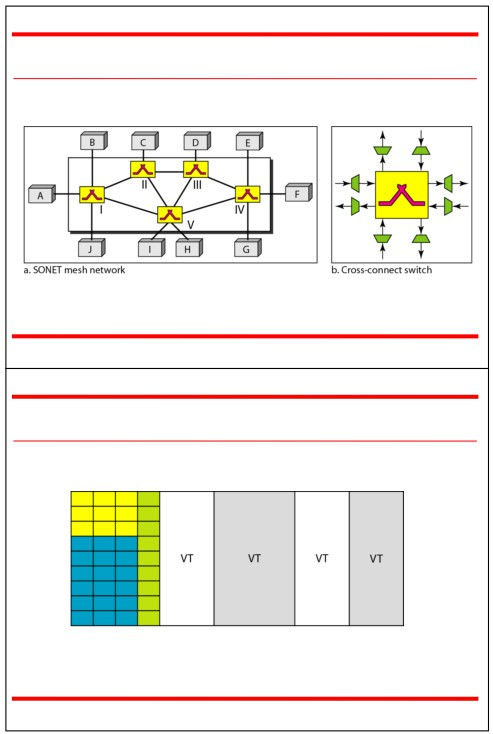 B
C
D
E
A
F
I
II
III
IV
V
J
I
H
G
a. SONET mesh network
b. Cross-connect switch
VT
VT
VT
VT